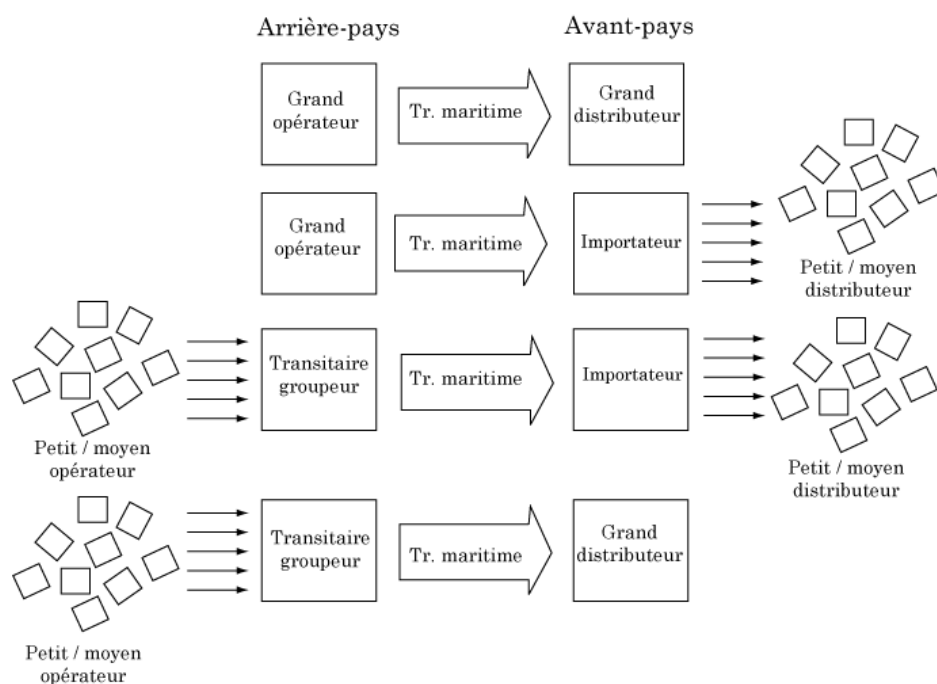 Arrière-pays
Avant-pays
Grand
opérateur
Tr. maritime
Grand
distributeur
Grand
opérateur
Tr. maritime
Importateur
Petit / moyen
distributeur
Petit / moyen
opérateur
Transitaire
groupeur
Tr. maritime
Importateur
Petit / moyen
distributeur
Petit / moyen
opérateur
Transitaire
groupeur
Tr. maritime
Grand
distributeur